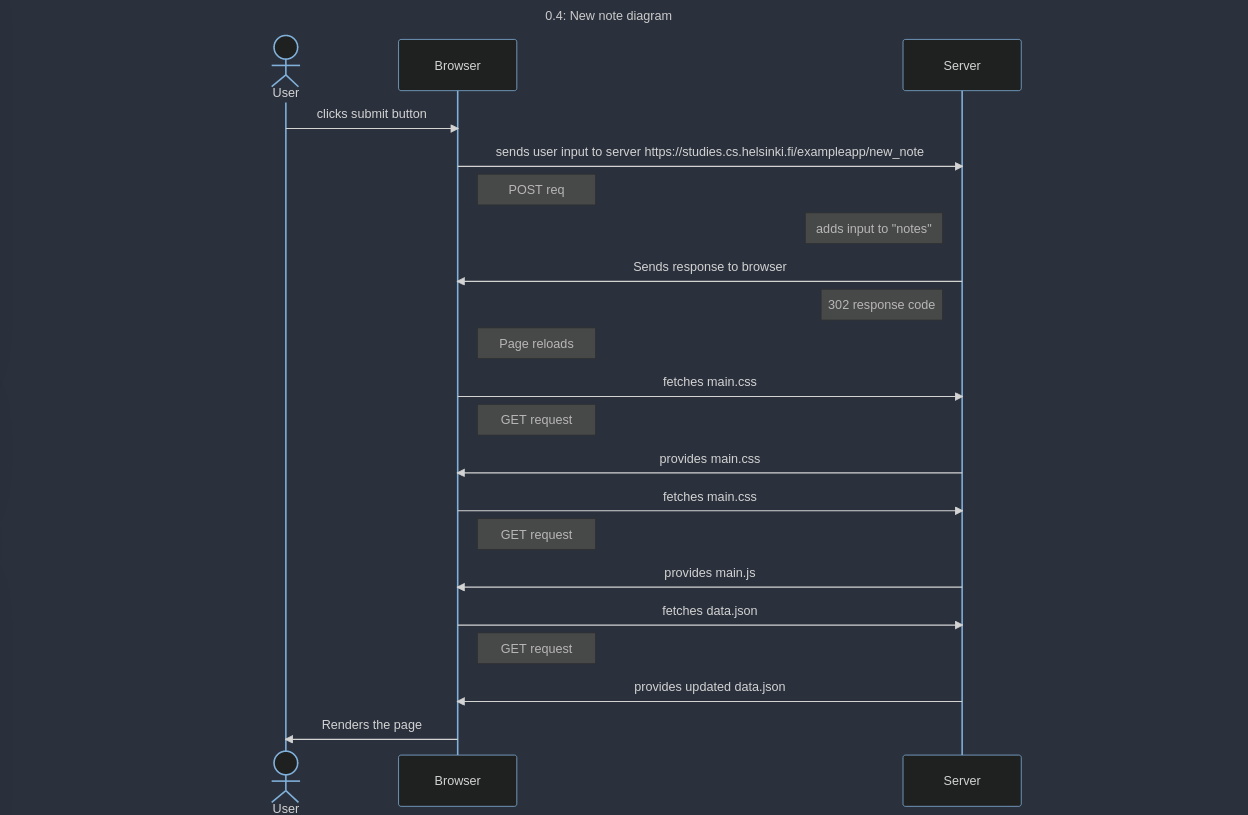 0.4: New note diagram
User
Browser
Server
clicks submit button
sends user input to server https://studies.cs.helsinki.fi/exampleapp/new_note
POST req
adds input to "notes"
Sends response to browser
302 response code
Page reloads
fetches main.css
GET request
provides main.css
fetches main.css
GET request
provides main.js
fetches data.json
GET request
provides updated data.json
Renders the page
User
Browser
Server